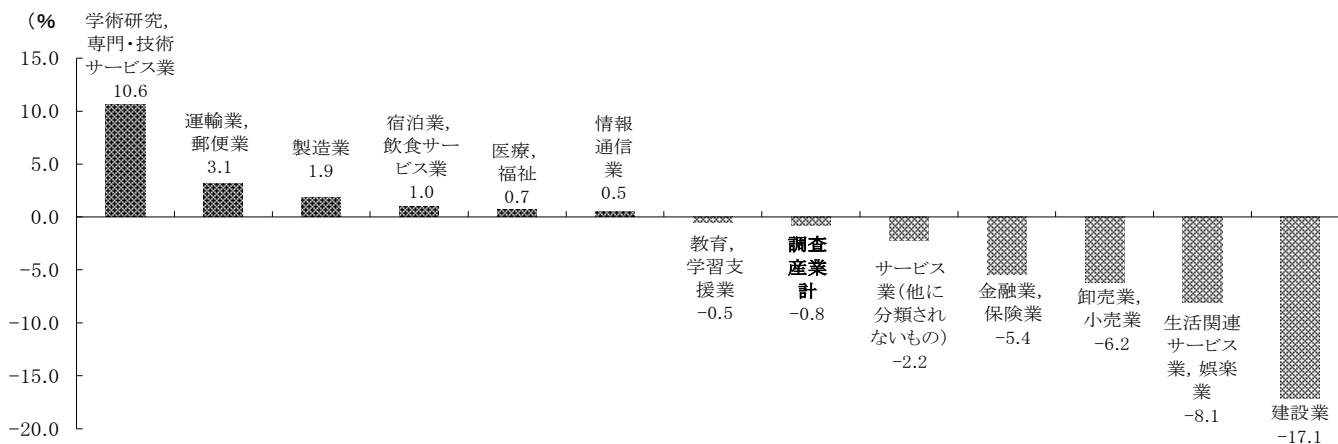 (%
15.0
10.0
5.0
0.0
-5.0
-10.0
-15.0
-20.0
学術研究,
専門・技術
サービス業
10.6
運輸業,
郵便業
3.1
製造業
1.9
宿泊業,
飲食サー
ビス業
1.0
医療,
福祉
0.7
情報
通信
業
0.5
教育,
学習支
援業
-0.5
調査
産業
計
-0.8
サービス
業(他に
分類され
ないもの)
-2.2
金融業,
保険業
-5.4
卸売業,
小売業
-6.2
生活関連
サービス
業, 娯楽
業
-8.1
建設業
-17.1